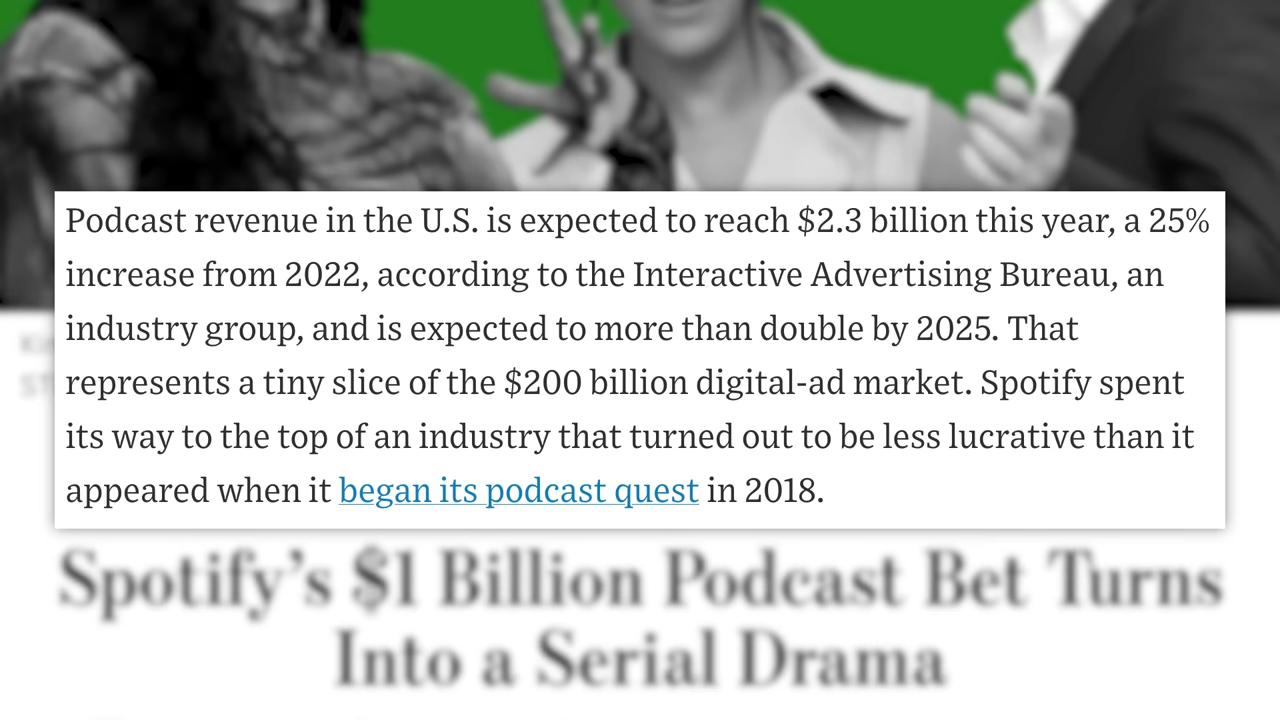 Podcast revenue in the U.S. is expected to reach $2.3 billion this year, a 25%
increase from 2022, according to the Interactive Advertising Bureau, an
industry group, and is expected to more than double by 2025. That
represents a tiny slice of the $200 billion digital-ad market. Spotify spent
its way to the top of an industry that turned out to be less lucrative than it
appeared when it began its podcast quest in 2018.
Spotify’s $1 Billion Podcast Bet Turns
Into a Serial Drama